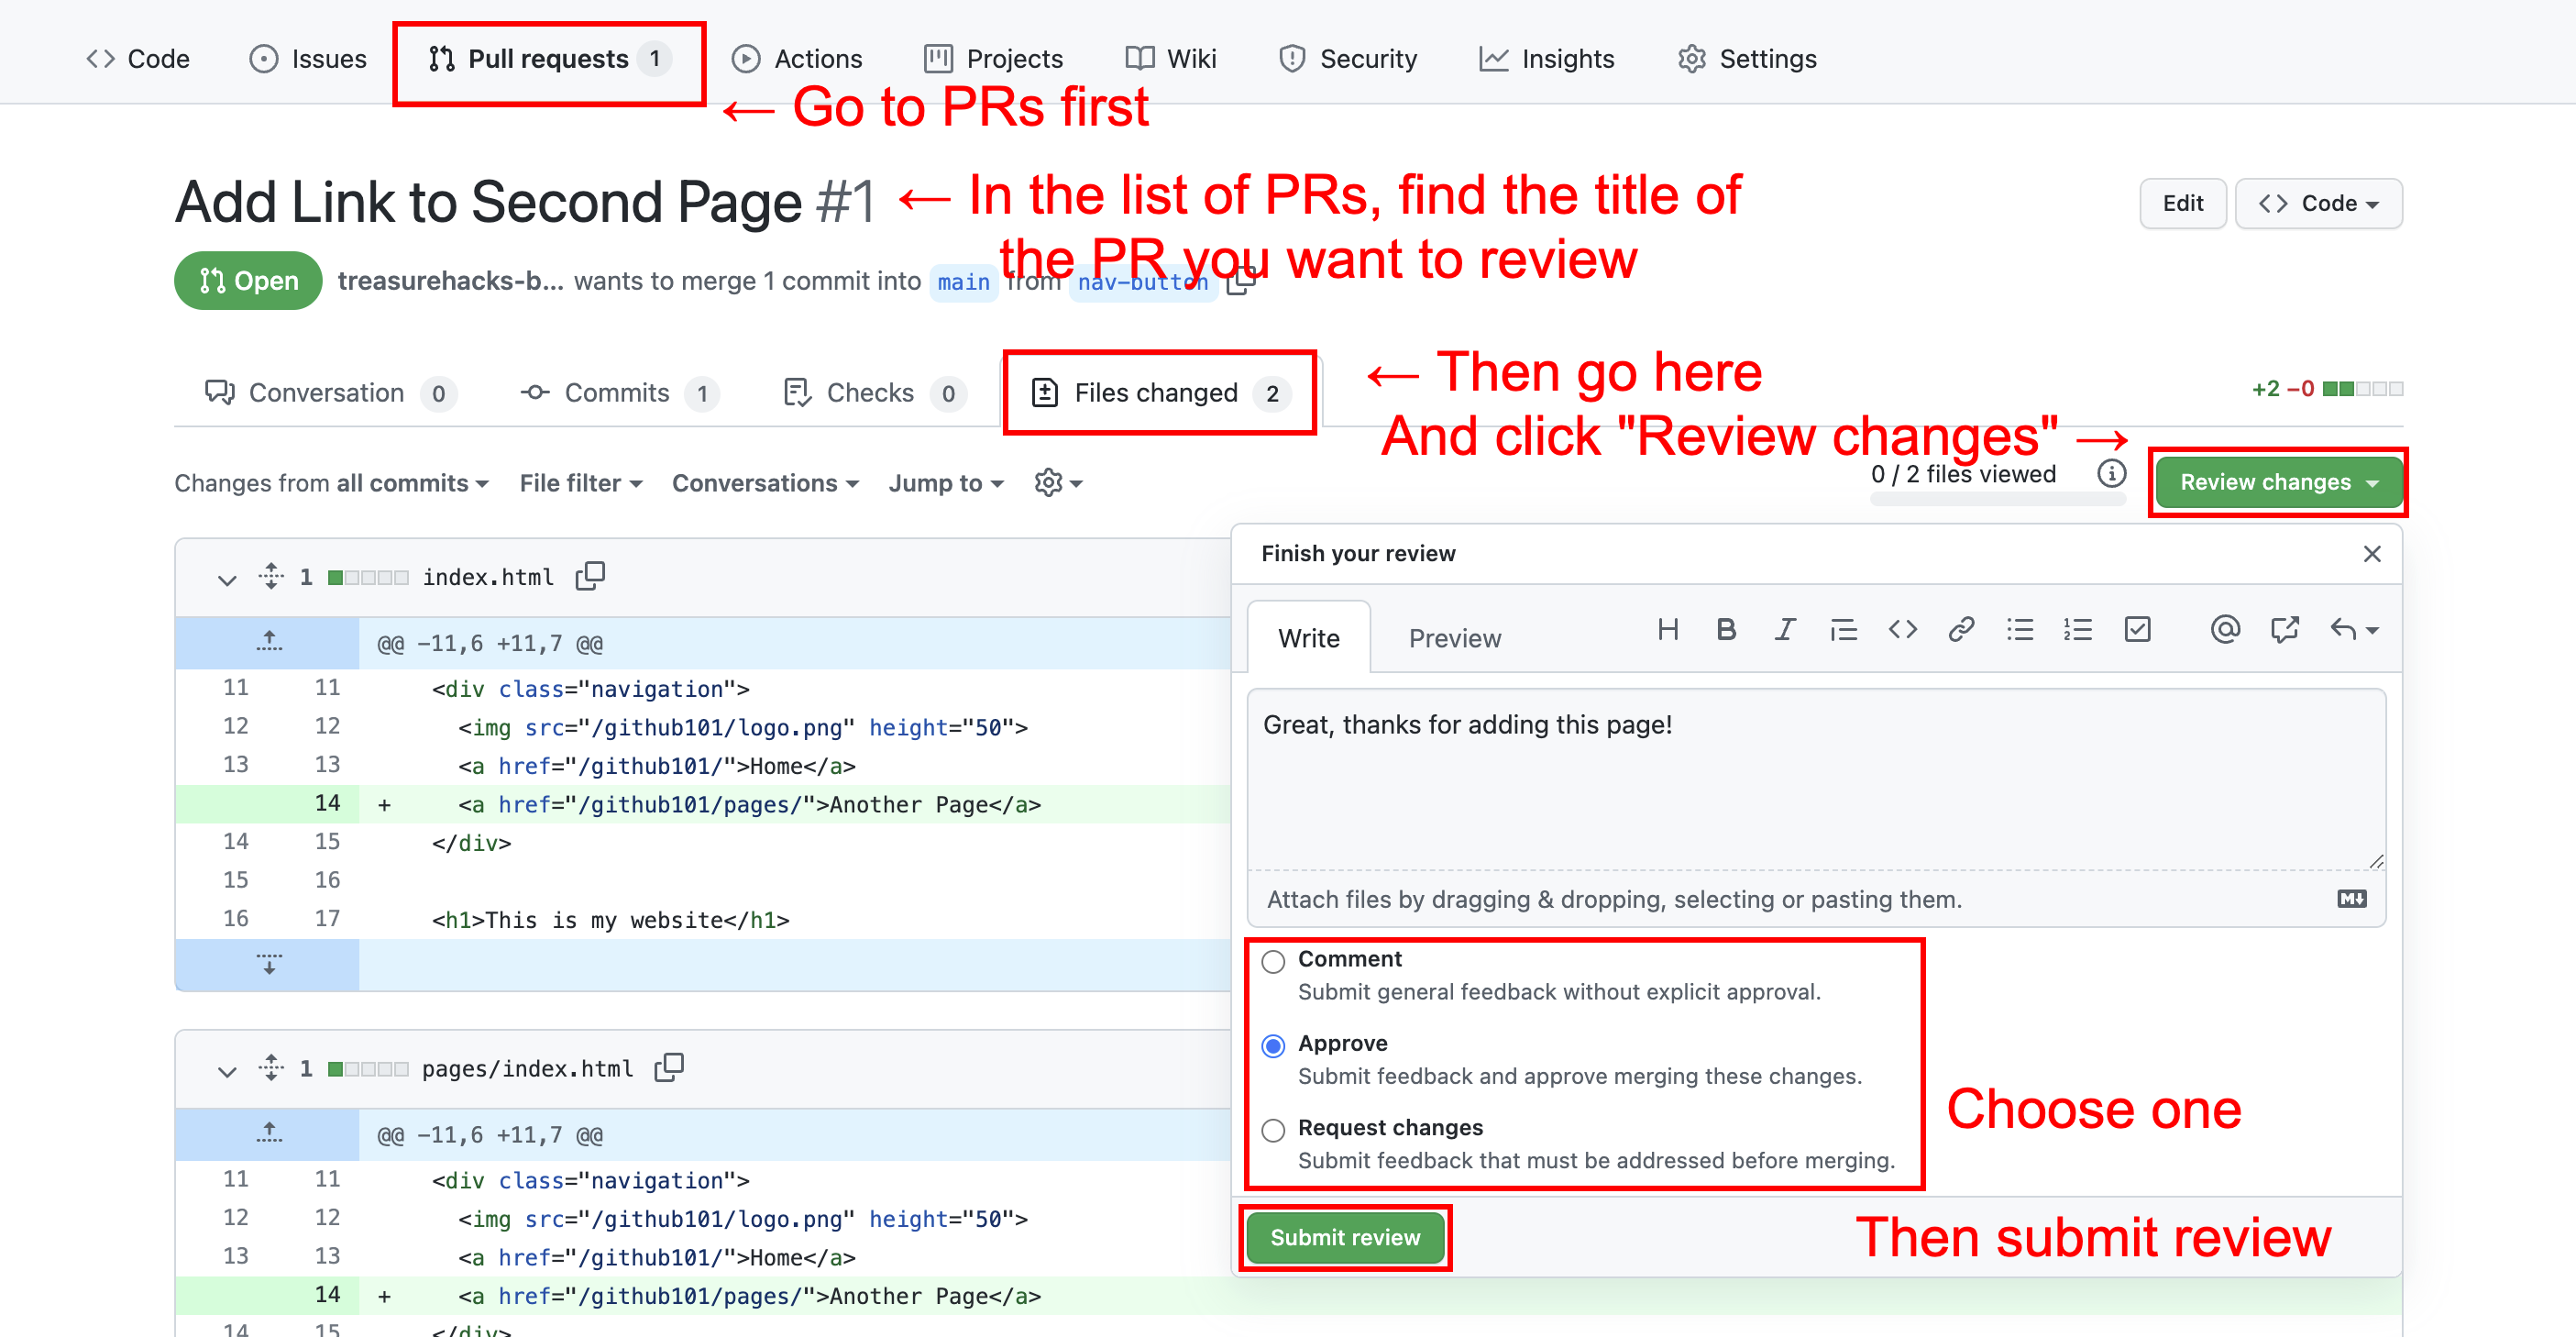 Code Issues Pull requests 1 Actions Projects Wiki Security Insights Settings
← Go to PRs first
Add Link to Second Page #1
← In the list of PRs, find the title of
the PR you want to review
Edit
Code
Open treasurehacks-b... wants to merge 1 commit into main from nav-button
Conversation 0 Commits 1 Checks 0 Files changed 2
← Then go here
+2 −0
And click "Review changes" →
Changes from all commits File filter Conversations Jump to
0 / 2 files viewed
Review changes
1 index.html
@@ -11,6 +11,7 @@
11 11 <div class="navigation">
12 12 <img src="/github101/logo.png" height="50">
13 13 <a href="/github101/">Home</a>
14 + <a href="/github101/pages/">Another Page</a>
14 15 </div>
15 16
16 17 <h1>This is my website</h1>
1 pages/index.html
@@ -11,6 +11,7 @@
11 11 <div class="navigation">
12 12 <img src="/github101/logo.png" height="50">
13 13 <a href="/github101/">Home</a>
14 + <a href="/github101/pages/">Another Page</a>
14 15 </div>
Finish your review
Write Preview
Great, thanks for adding this page!
Attach files by dragging & dropping, selecting or pasting them.
Comment
Submit general feedback without explicit approval.
Approve
Submit feedback and approve merging these changes.
Request changes
Submit feedback that must be addressed before merging.
Choose one
Submit review
Then submit review